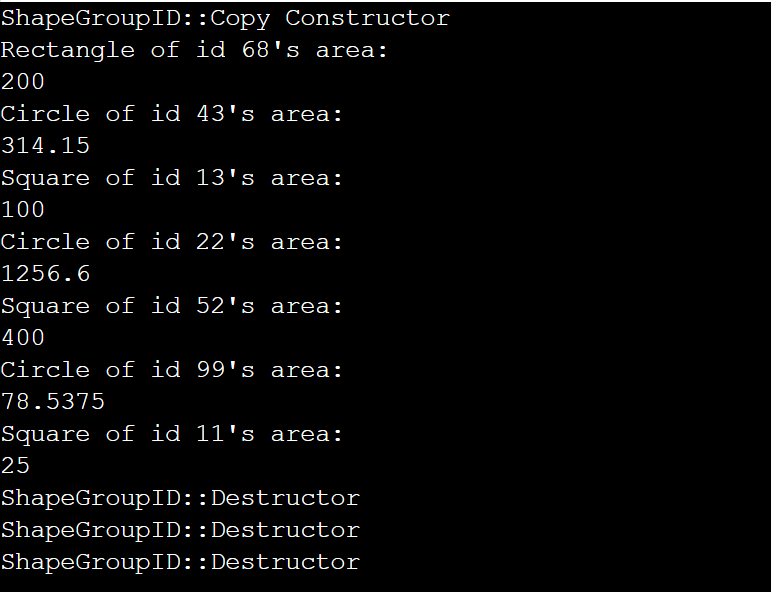 ShapeGroupID::Copy Constructor
Rectangle of id 68's area:
200
Circle of id 43's area:
314.15
Square of id 13's area:
100
Circle of id 22's area:
1256.6
Square of id 52's area:
400
Circle of id 99's area:
78.5375
Square of id 11's area:
25
ShapeGroupID::Destructor
ShapeGroupID::Destructor
ShapeGroupID::Destructor